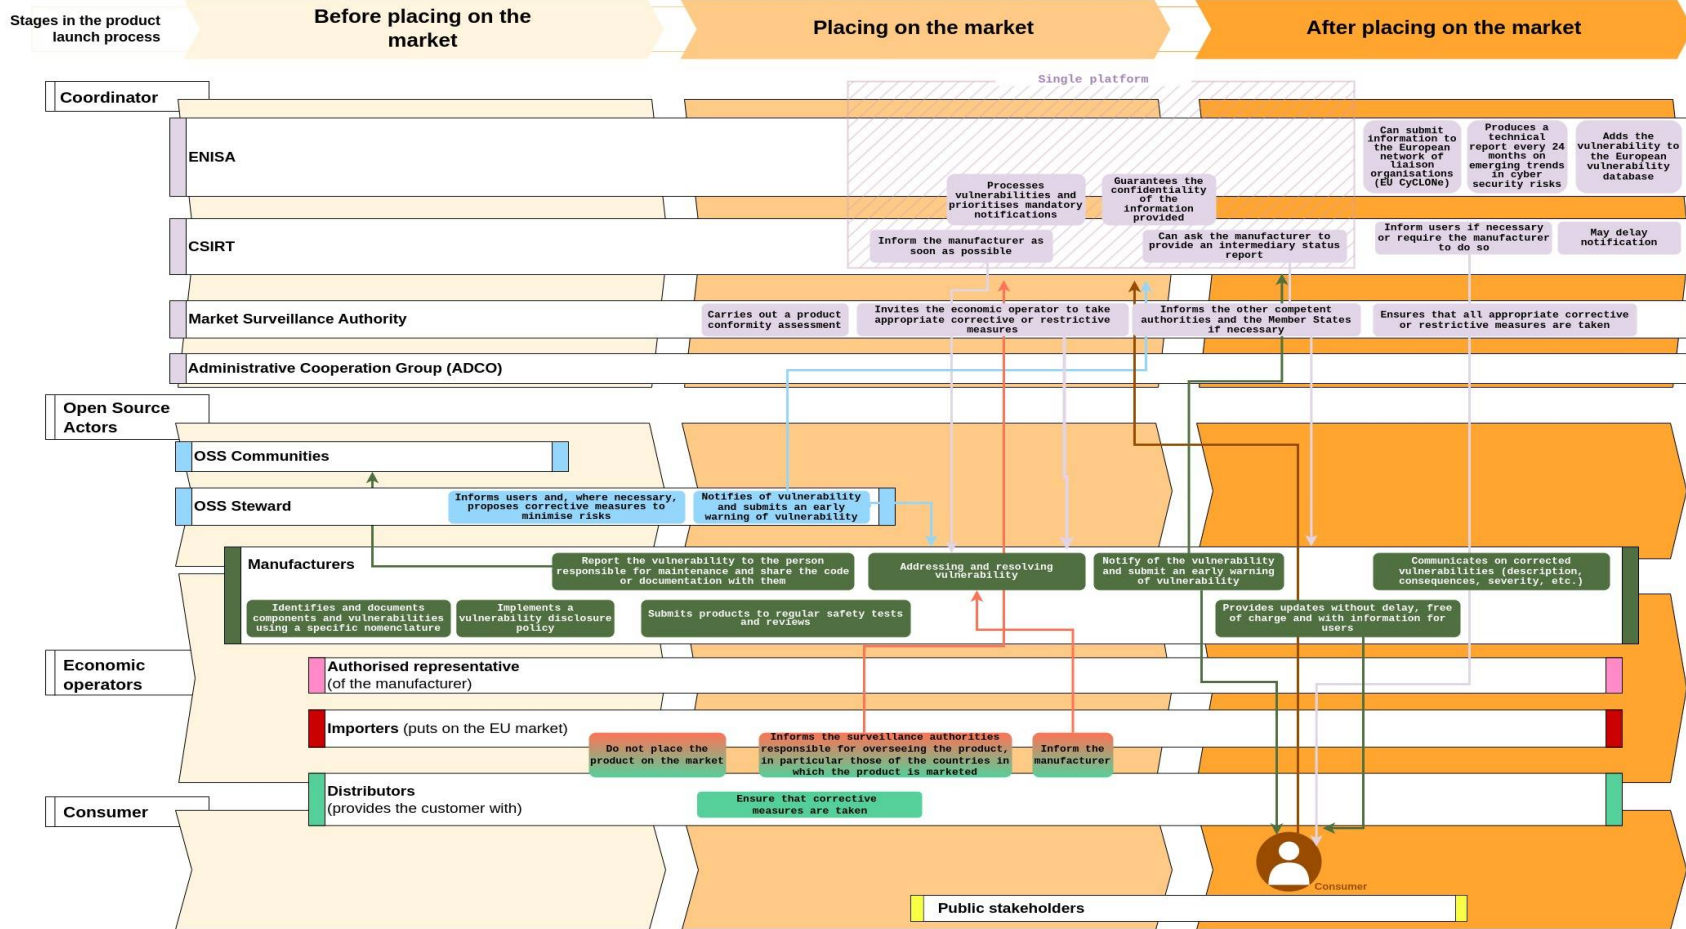 Stages in the product
launch process
Before placing on the
market
Placing on the market
After placing on the market
Single platform
Coordinator
ENISA
Can submit
information to
the European
network of
liaison
organisations
(EU CyCLONe)
Produces a
technical
report every 24
months on
emerging trends
in cyber
security risks
Adds the
vulnerability to
the European
vulnerability
database
Processes
vulnerabilities and
prioritises mandatory
notifications
Guarantees the
confidentiality
of the
information
provided
CSIRT
Inform the manufacturer as
soon as possible
Can ask the manufacturer to
provide an intermediary status
report
Inform users if necessary
or require the manufacturer
to do so
May delay
notification
Market Surveillance Authority
Carries out a product
conformity assessment
Invites the economic operator to take
appropriate corrective or restrictive
measures
Informs the other competent
authorities and the Member States
if necessary
Ensures that all appropriate corrective
or restrictive measures are taken
Administrative Cooperation Group (ADCO)
Open Source
Actors
OSS Communities
OSS Steward
Informs users and, where necessary,
proposes corrective measures to
minimise risks
Notifies of vulnerability
and submits an early
warning of vulnerability
Manufacturers
Report the vulnerability to the person
responsible for maintenance and share the code
or documentation with them
Addressing and resolving
vulnerability
Notify of the vulnerability
and submit an early warning
of vulnerability
Communicates on corrected
vulnerabilities (description,
consequences, severity, etc.)
Identifies and documents
components and vulnerabilities
using a specific nomenclature
Implements a
vulnerability disclosure
policy
Submits products to regular safety tests
and reviews
Provides updates without delay, free
of charge and with information for
users
Economic
operators
Authorised representative
(of the manufacturer)
Importers (puts on the EU market)
Do not place the
product on the market
Informs the surveillance authorities
responsible for overseeing the product,
in particular those of the countries in
which the product is marketed
Inform the
manufacturer
Distributors
(provides the customer with)
Ensure that corrective
measures are taken
Consumer
Consumer
Public stakeholders